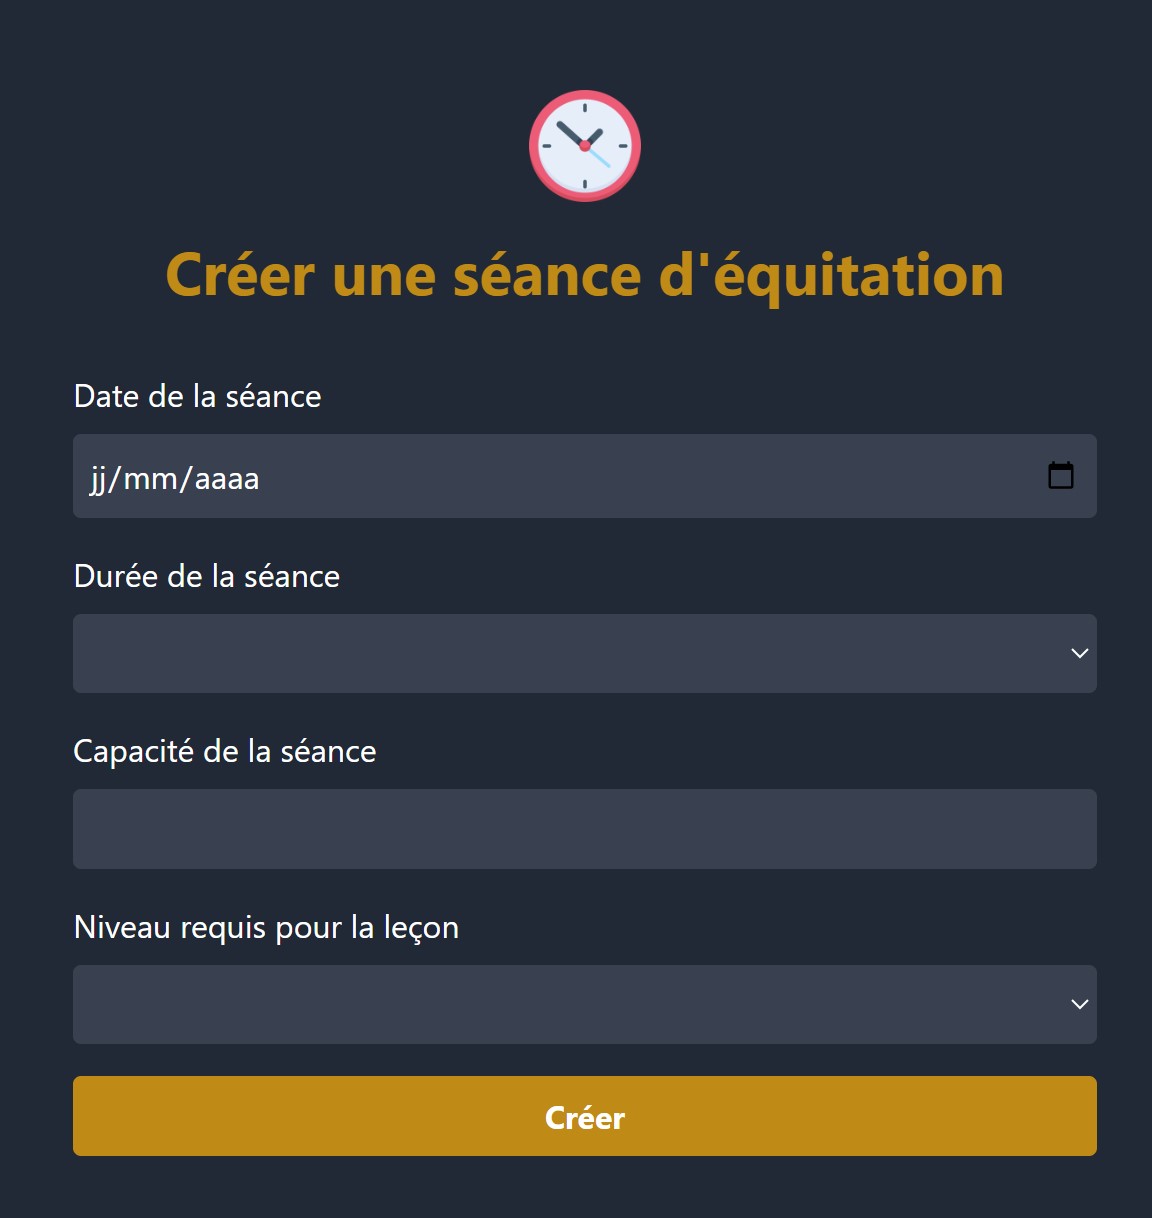 Créer une séance d'équitation
Date de la séance
jj/mm/aaaa
Durée de la séance
Capacité de la séance
Niveau requis pour la leçon
Créer